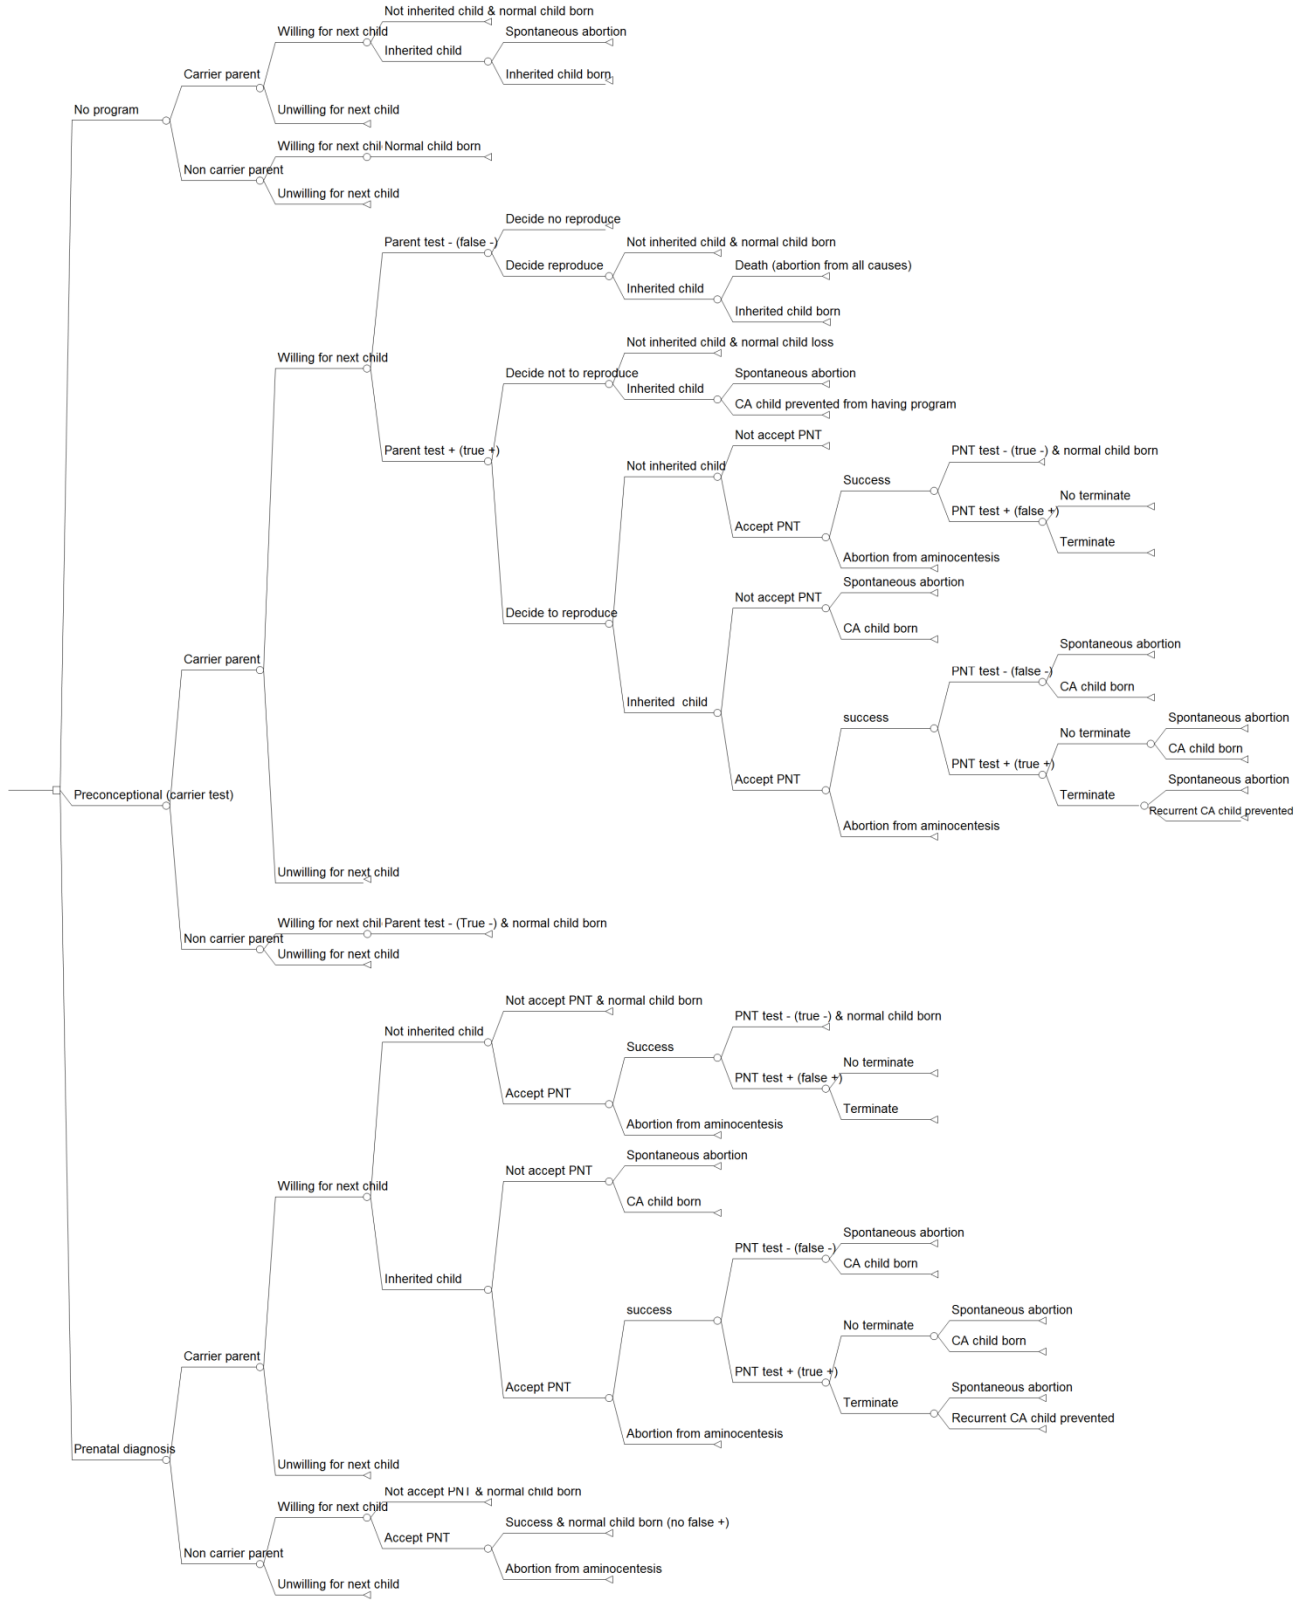 Not inherited child & normal child born
Willing for next child
Spontaneous abortion
Inherited child
Carrier parent
Inherited child born
No program
Unwilling for next child
Willing for next chil Normal child born
Non carrier parent
Unwilling for next child
Decide no reproduce
Parent test - (false -)
Not inherited child & normal child born
Decide reproduce
Death (abortion from all causes)
Inherited child
Inherited child born
Not inherited child & normal child loss
Willing for next child
Decide not to reproduce
Spontaneous abortion
Inherited child
CA child prevented from having program
Not accept PNT
Parent test + (true +)
PNT test - (true -) & normal child born
Not inherited child
Success
No terminate
PNT test + (false +)
Accept PNT
Terminate
Abortion from aminocentesis
Spontaneous abortion
Not accept PNT
Decide to reproduce
CA child born
Spontaneous abortion
Carrier parent
PNT test - (false -)
CA child born
Inherited  child
success
Spontaneous abortion
No terminate
CA child born
PNT test + (true +)
Accept PNT
Spontaneous abortion
Preconceptional (carrier test)
Terminate
Recurrent CA child prevented
Abortion from aminocentesis
Unwilling for next child
Willing for next chil Parent test - (True -) & normal child born
Non carrier parent
Unwilling for next child
Not accept PNT & normal child born
PNT test - (true -) & normal child born
Not inherited child
Success
No terminate
PNT test + (false +)
Accept PNT
Terminate
Abortion from aminocentesis
Spontaneous abortion
Not accept PNT
Willing for next child
CA child born
Spontaneous abortion
PNT test - (false -)
CA child born
Inherited child
success
Spontaneous abortion
No terminate
CA child born
Carrier parent
PNT test + (true +)
Accept PNT
Spontaneous abortion
Terminate
Recurrent CA child prevented
Abortion from aminocentesis
Prenatal diagnosis
Unwilling for next child
Not accept PNT & normal child born
Willing for next child
Success & normal child born (no false +)
Accept PNT
Non carrier parent
Abortion from aminocentesis
Unwilling for next child